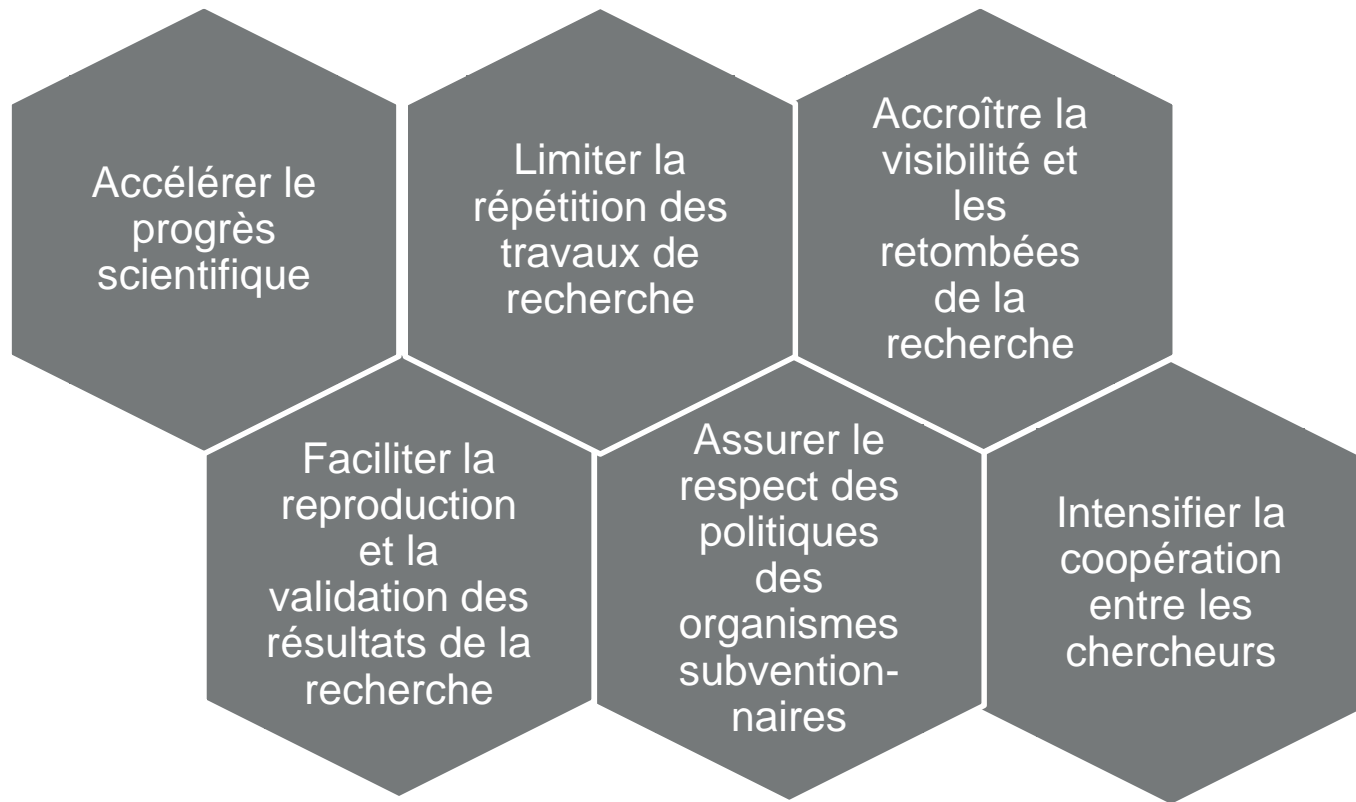 Accélérer le
progrès
scientifique
Limiter la
répétition des
travaux de
recherche
Accroître la
visibilité et
les
retombées
de la
recherche
Faciliter la
reproduction
et la
validation des
résultats de la
recherche
Assurer le
respect des
politiques
des
organismes
subvention-
naires
Intensifier la
coopération
entre les
chercheurs